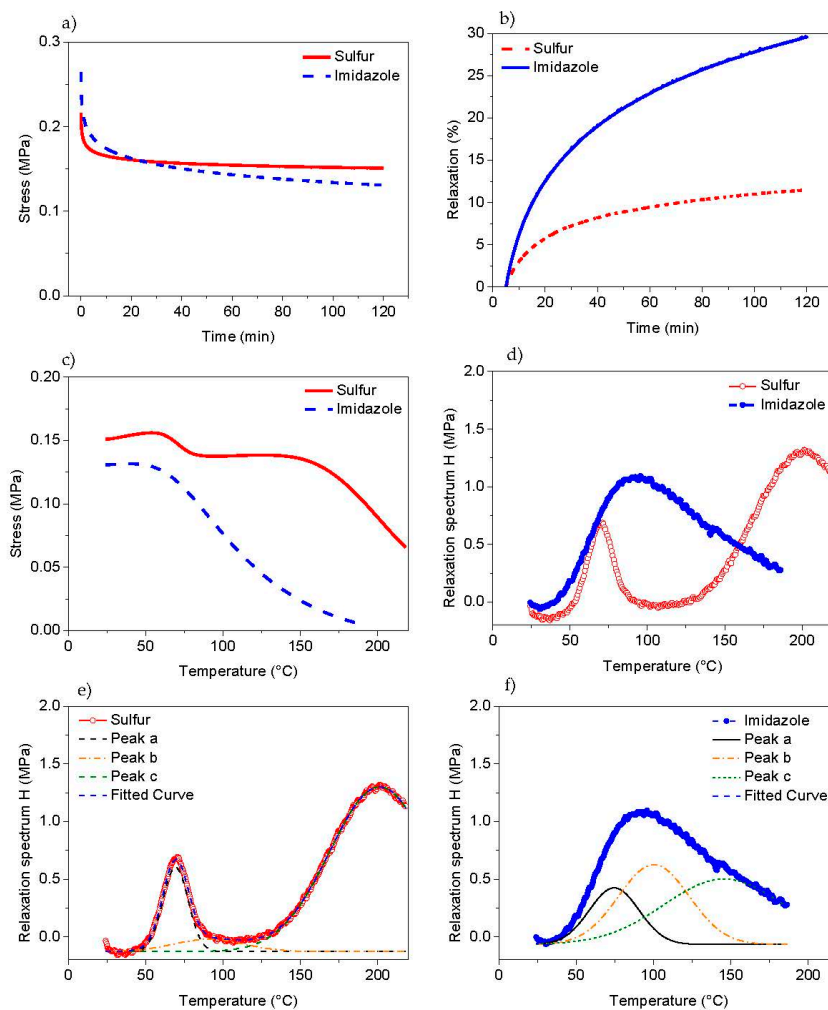 a)
0.3
0.2
0.1
0.0
Stress (MPa)
Sulfur
Imidazole
0 20 40 60 80 100 120
Time (min)
b)
30
25
20
15
10
5
0
Relaxation (%)
Sulfur
Imidazole
0 20 40 60 80 100 120
Time (min)
c)
0.20
0.15
0.10
0.05
0.00
Stress (MPa)
Sulfur
Imidazole
0 50 100 150 200
Temperature (°C)
d)
2.0
1.5
1.0
0.5
0.0
Relaxation spectrum H (MPa)
Sulfur
Imidazole
0 50 100 150 200
Temperature (°C)
e)
2.0
1.5
1.0
0.5
0.0
Relaxation spectrum H (MPa)
Sulfur
Peak a
Peak b
Peak c
Fitted Curve
0 50 100 150 200
Temperature (°C)
f)
2.0
1.5
1.0
0.5
0.0
Relaxation spectrum H (MPa)
Imidazole
Peak a
Peak b
Peak c
Fitted Curve
0 50 100 150 200
Temperature (°C)